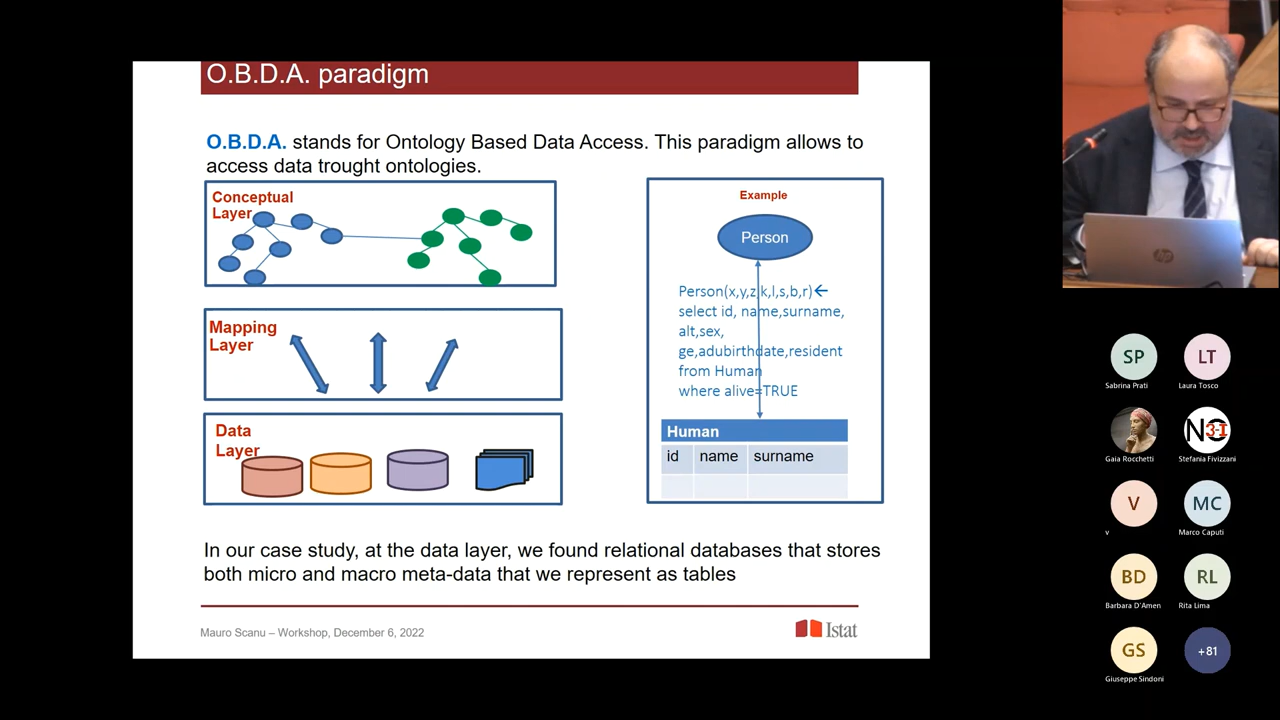 O.B.D.A. paradigm
O.B.D.A. stands for Ontology Based Data Access. This paradigm allows to
access data trought ontologies.
Conceptual
Layer
Mapping
Layer
Data
Layer
Example
Person
Person(x,y,z,k,l,s,b,r)←
select id, name,surname,
alt,sex,
ge,adubirthdate,resident
from Human
where alive=TRUE
Human
id name surname
In our case study, at the data layer, we found relational databases that stores
both micro and macro meta-data that we represent as tables
Mauro Scanu – Workshop, December 6, 2022
Istat
hp
SP
LT
Sabrina Prati
Laura Tosco
N3-I
Gaia Rocchetti
Stefania Fivizzani
V
MC
v
Marco Caputi
BD
RL
Barbara D'Amen
Rita Lima
GS
+81
Giuseppe Sindoni